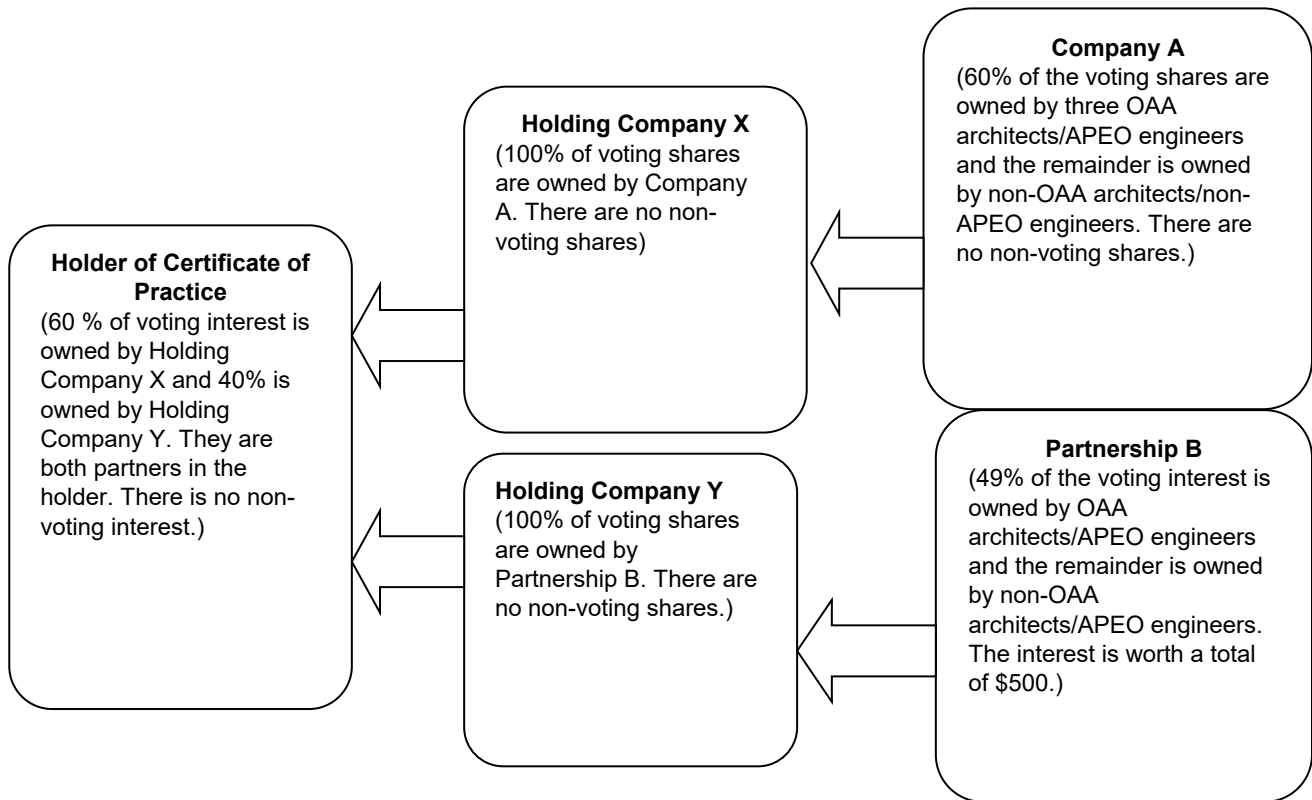 Holder of Certificate of
Practice
(60 % of voting interest is
owned by Holding
Company X and 40% is
owned by Holding
Company Y. They are
both partners in the
holder. There is no non-
voting interest.)
Holding Company X
(100% of voting shares
are owned by Company
A. There are no non-
voting shares)
Company A
(60% of the voting shares are
owned by three OAA
architects/APEO engineers
and the remainder is owned
by non-OAA architects/non-
APEO engineers. There are
no non-voting shares.)
Holding Company Y
(100% of voting shares
are owned by
Partnership B. There are
no non-voting shares.)
Partnership B
(49% of the voting interest is
owned by OAA
architects/APEO engineers
and the remainder is owned
by non-OAA
architects/APEO engineers.
The interest is worth a total
of $500.)